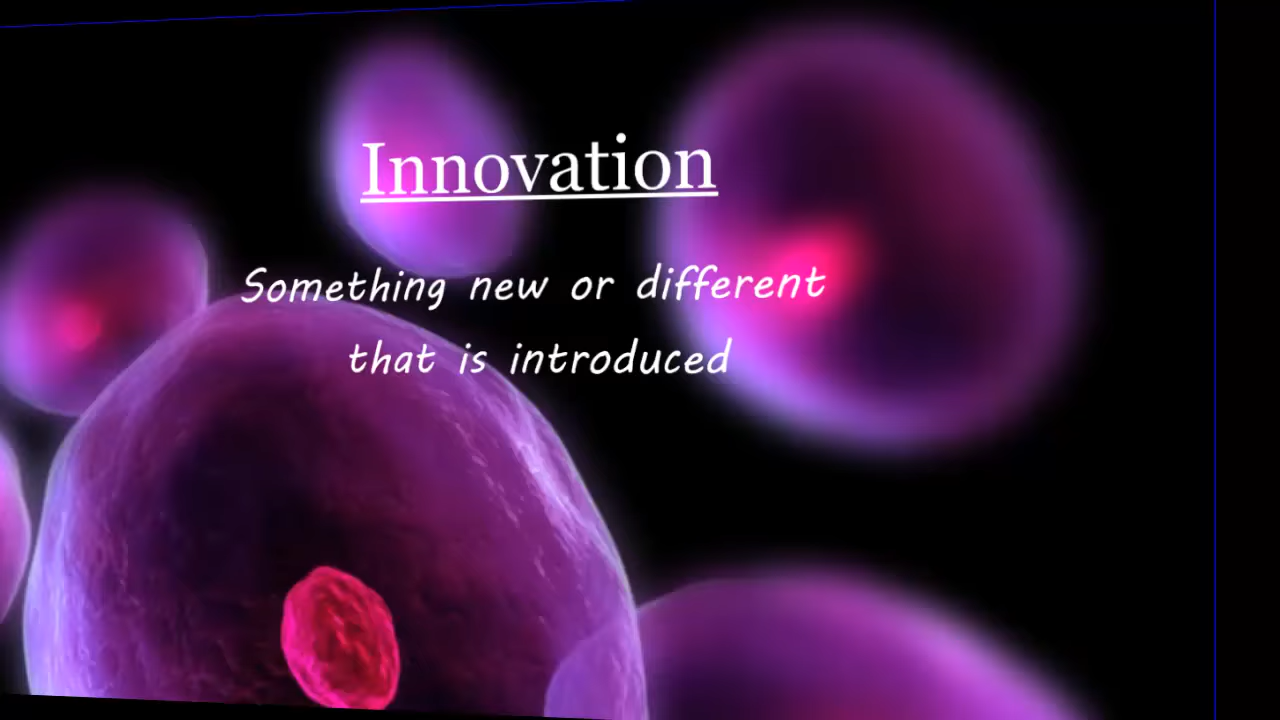 Innovation
Something new or different
that is introduced